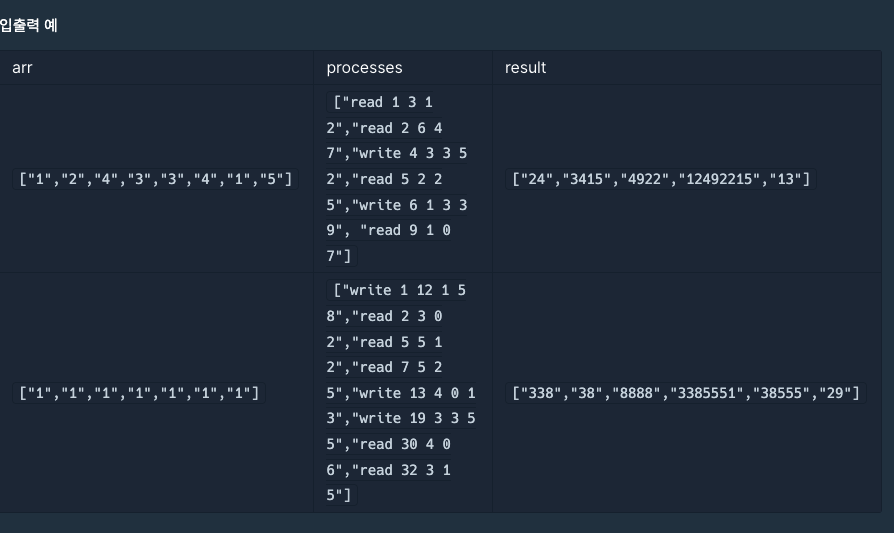 입출력 예
arr processes result
["read 1 3 1
2","read 2 6 4
7","write 4 3 3 5
["1","2","4","3","3","4","1","5"] 2","read 5 2 2 ["24","3415","4922","12492215","13"]
5","write 6 1 3 3
9", "read 9 1 0
7"]
["write 1 12 1 5
8","read 2 3 0
2","read 5 5 1
2","read 7 5 2
["1","1","1","1","1","1","1"] 5","write 13 4 0 1 ["338","38","8888","3385551","38555","29"]
3","write 19 3 3 5
5","read 30 4 0
6","read 32 3 1
5"]